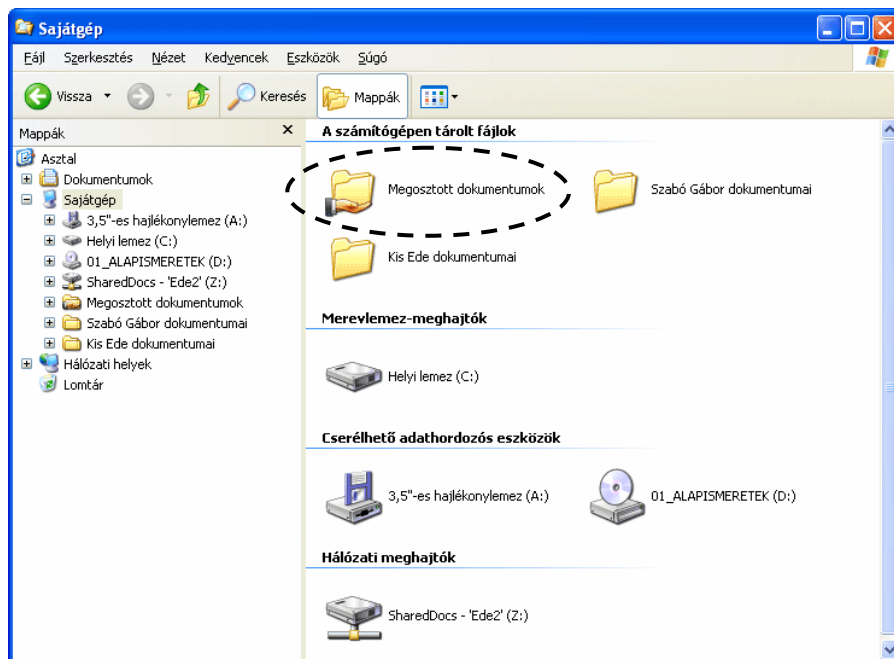 Sajátgép
Fájl Szerkesztés Nézet Kedvencek Eszközök Súgó
Vissza Keresés Mappák
Mappák
Asztal
Dokumentumok
Sajátgép
3,5"-es hajlékonylemez (A:)
Helyi lemez (C:)
01_ALAPISMERETEK (D:)
SharedDocs - 'Ede2' (Z:)
Megosztott dokumentumok
Szabó Gábor dokumentumai
Kis Ede dokumentumai
Hálózati helyek
Lomtár
A számítógépen tárolt fájlok
Megosztott dokumentumok Szabó Gábor dokumentumai
Kis Ede dokumentumai
Merevlemez-meghajtók
Helyi lemez (C:)
Cserélhető adathordozós eszközök
3,5"-es hajlékonylemez (A:) 01_ALAPISMERETEK (D:)
Hálózati meghajtók
SharedDocs - 'Ede2' (Z:)